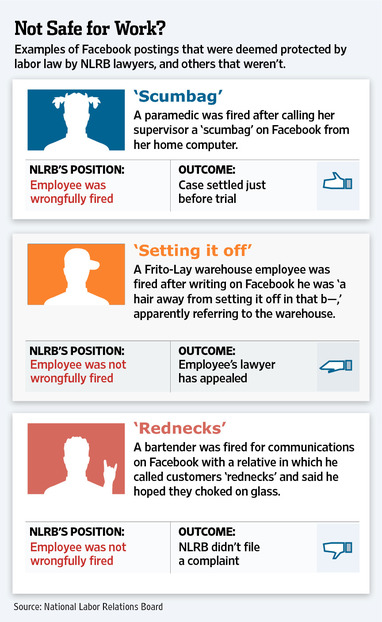 Not Safe for Work?
Examples of Facebook postings that were deemed protected by
labor law by NLRB lawyers, and others that weren't.
'Scumbag'
A paramedic was fired after calling her
supervisor a 'scumbag' on Facebook from
her home computer.
NLRB'S POSITION:
Employee was
wrongfully fired
OUTCOME:
Case settled just
before trial
'Setting it off'
A Frito-Lay warehouse employee was
fired after writing on Facebook he was 'a
hair away from setting it off in that b—,'
apparently referring to the warehouse.
NLRB'S POSITION:
Employee was not
wrongfully fired
OUTCOME:
Employee's lawyer
has appealed
'Rednecks'
A bartender was fired for communications
on Facebook with a relative in which he
called customers 'rednecks' and said he
hoped they choked on glass.
NLRB'S POSITION:
Employee was not
wrongfully fired
OUTCOME:
NLRB didn't file
a complaint
Source: National Labor Relations Board